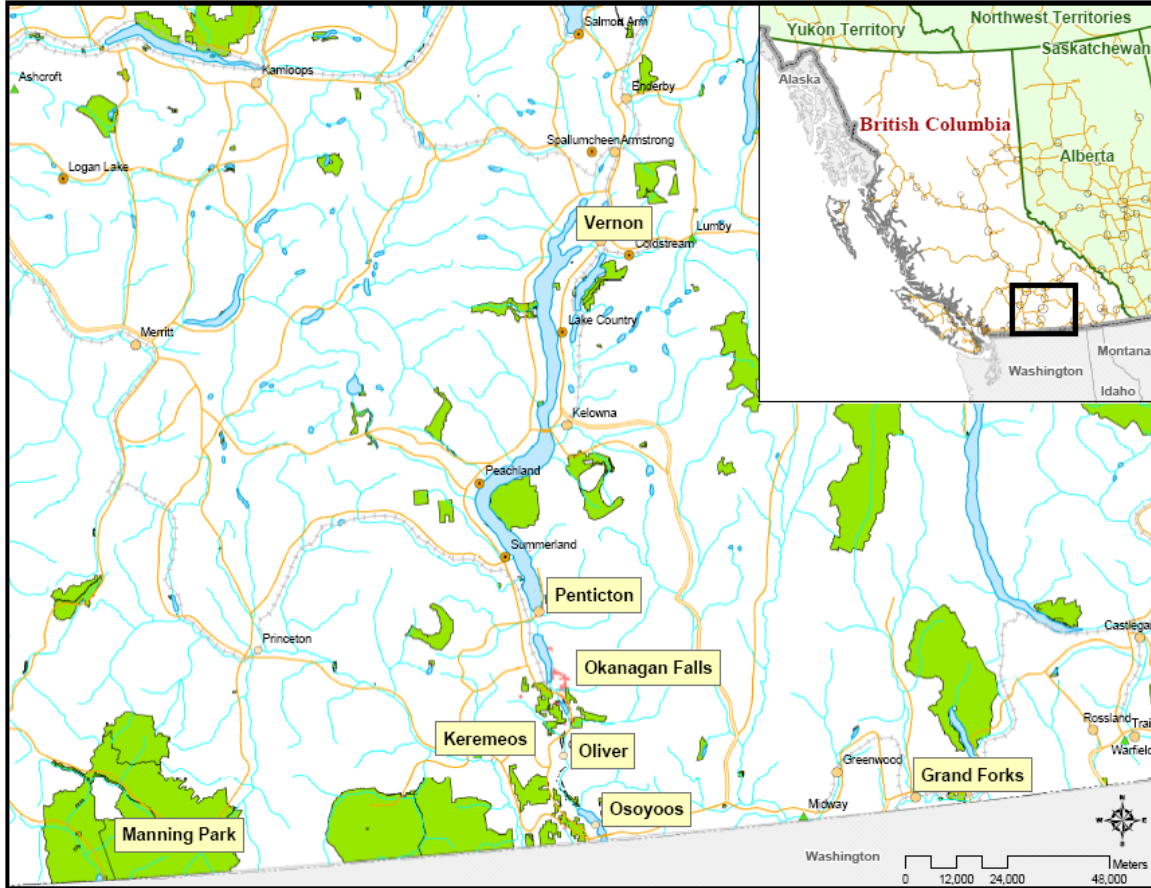 Salmon Arm
Ashcroft
Kamloops
Enderby
Spallumcheen Armstrong
Logan Lake
Vernon
Lumby
Coldstream
Lake Country
Merritt
Kelowna
Peachland
Summerland
Penticton
Princeton
Okanagan Falls
Castlegar
Keremeos
Oliver
Rossland
Trai
Warfield
Greenwood
Grand Forks
Osoyoos
Midway
Manning Park
Washington
Northwest Territories
Yukon Territory
Saskatchewan
Alaska
British Columbia
Alberta
Washington
Montana
Idaho
N
W E
S
Meters
0 12,000 24,000 48,000